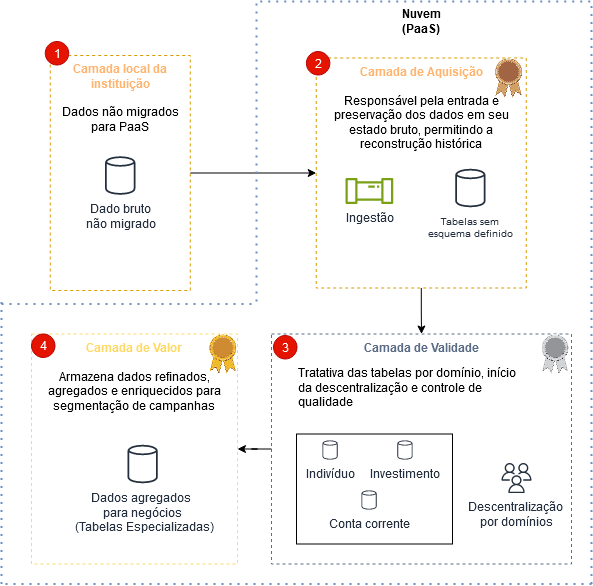 Nuvem
(PaaS)
1
Camada local da
instituição
Dados não migrados
para PaaS
Dado bruto
não migrado
2
Camada de Aquisição
Responsável pela entrada e
preservação dos dados em seu
estado bruto, permitindo a
reconstrução histórica
Ingestão
Tabelas sem
esquema definido
3
Camada de Validade
Tratativa das tabelas por domínio, início
da descentralização e controle de
qualidade
Indivíduo
Investimento
Conta corrente
Descentralização
por domínios
4
Camada de Valor
Armazena dados refinados,
agregados e enriquecidos para
segmentação de campanhas
Dados agregados
para negócios
(Tabelas Especializadas)